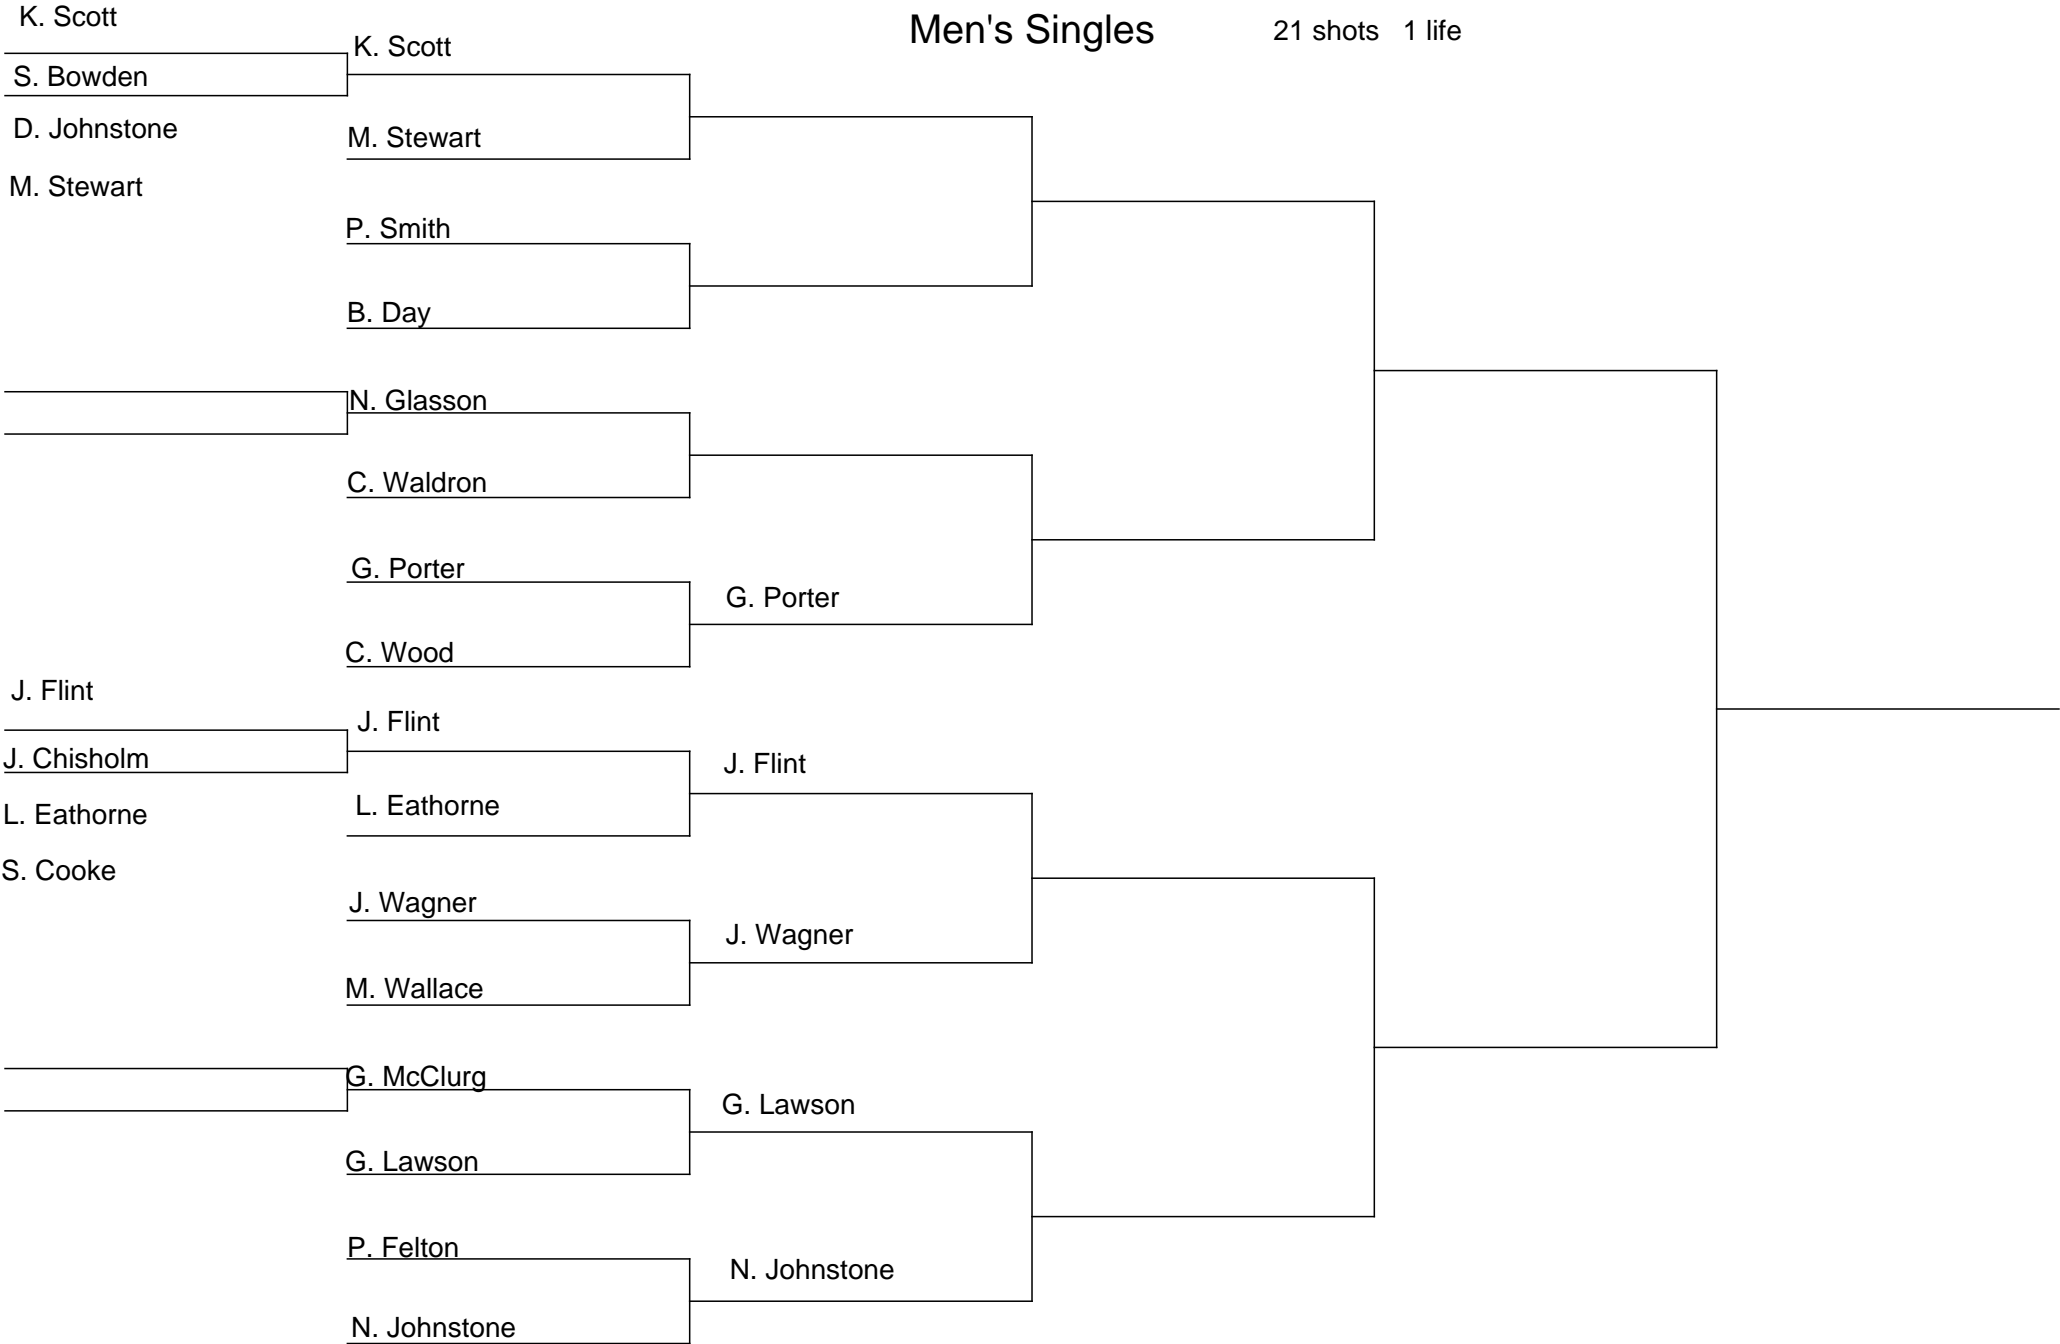 Men's Singles 21 shots 1 life
K. Scott
S. Bowden
D. Johnstone
M. Stewart
J. Flint
J. Chisholm
L. Eathorne
S. Cooke
K. Scott
M. Stewart
P. Smith
B. Day
N. Glasson
C. Waldron
G. Porter
C. Wood
J. Flint
L. Eathorne
J. Wagner
M. Wallace
G. McClurg
G. Lawson
P. Felton
N. Johnstone
G. Porter
J. Flint
J. Wagner
G. Lawson
N. Johnstone